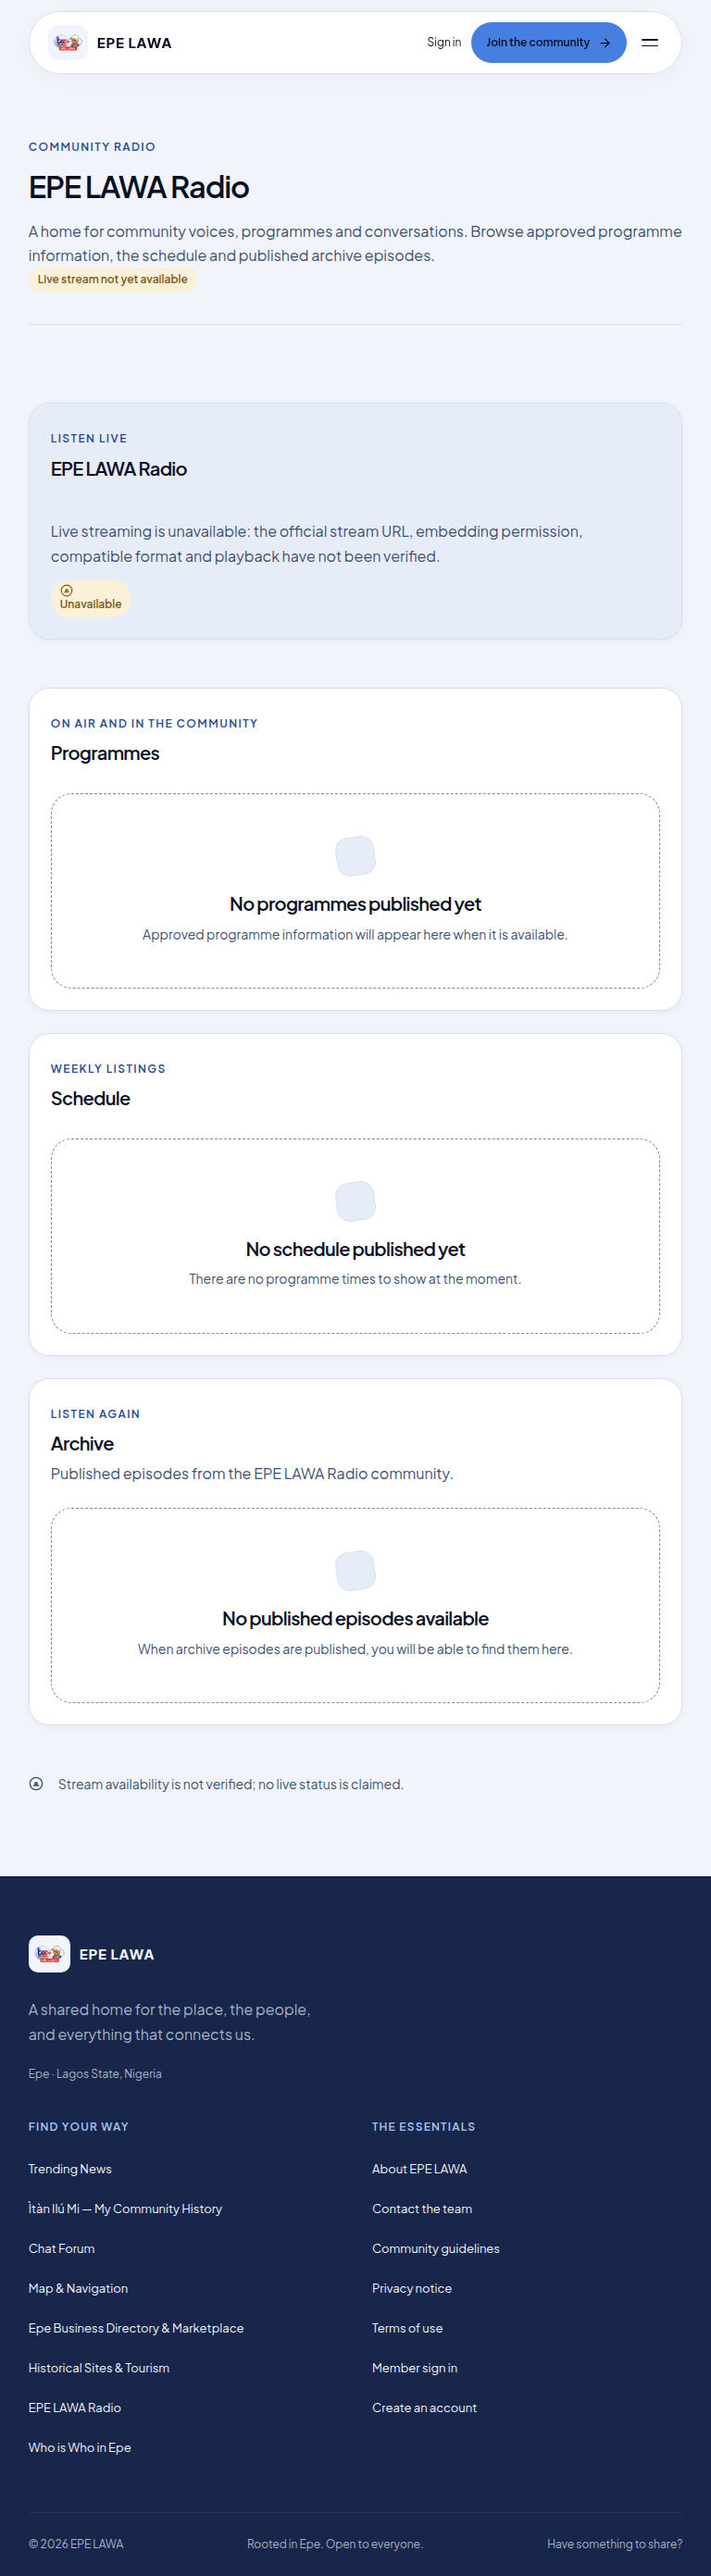 EPE LAWA
Sign in
Join the community
COMMUNITY RADIO
EPE LAWA Radio
A home for community voices, programmes and conversations. Browse approved programme
information, the schedule and published archive episodes.
Live stream not yet available
LISTEN LIVE
EPE LAWA Radio
Live streaming is unavailable: the official stream URL, embedding permission,
compatible format and playback have not been verified.
Unavailable
ON AIR AND IN THE COMMUNITY
Programmes
No programmes published yet
Approved programme information will appear here when it is available.
WEEKLY LISTINGS
Schedule
No schedule published yet
There are no programme times to show at the moment.
LISTEN AGAIN
Archive
Published episodes from the EPE LAWA Radio community.
No published episodes available
When archive episodes are published, you will be able to find them here.
Stream availability is not verified; no live status is claimed.
EPE LAWA
A shared home for the place, the people,
and everything that connects us.
Epe · Lagos State, Nigeria
FIND YOUR WAY
Trending News
Ìtàn Ilú Mi — My Community History
Chat Forum
Map & Navigation
Epe Business Directory & Marketplace
Historical Sites & Tourism
EPE LAWA Radio
Who is Who in Epe
THE ESSENTIALS
About EPE LAWA
Contact the team
Community guidelines
Privacy notice
Terms of use
Member sign in
Create an account
© 2026 EPE LAWA
Rooted in Epe. Open to everyone.
Have something to share?